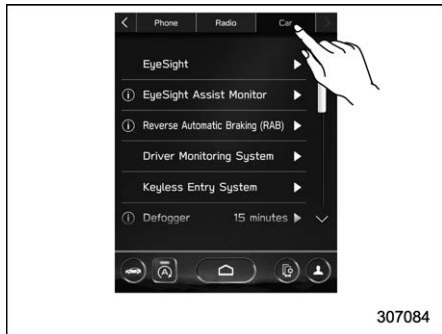 Phone Radio Car
EyeSight
EyeSight Assist Monitor
Reverse Automatic Braking (RAB)
Driver Monitoring System
Keyless Entry System
Defogger 15 minutes
A
307084